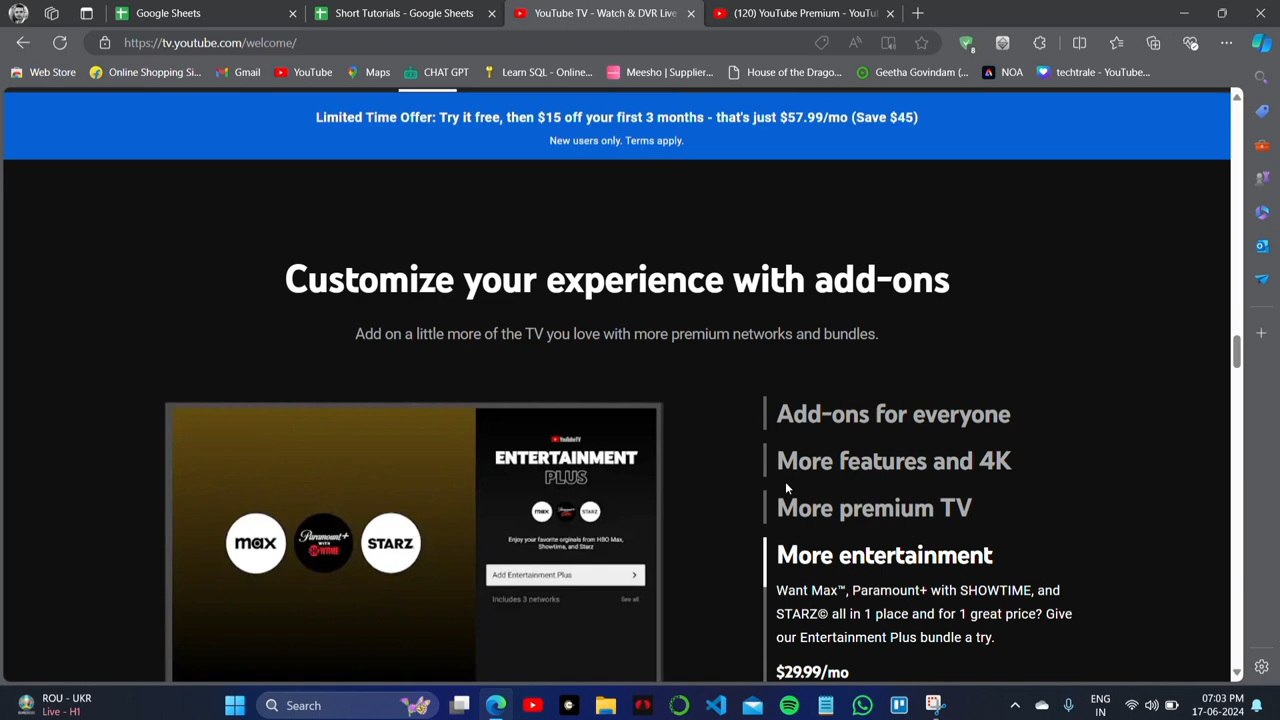 Google Sheets
Short Tutorials - Google Sheets
YouTube TV - Watch & DVR Live
(120) YouTube Premium - YouTu
https://tv.youtube.com/welcome/
8
Web Store
Online Shopping Si...
Gmail
YouTube
Maps
CHAT GPT
Learn SQL - Online...
Meesho | Supplier...
House of the Drago...
Geetha Govindam (...
NOA
techtrale - YouTube...
Limited Time Offer: Try it free, then $15 off your first 3 months - that's just $57.99/mo (Save $45)
New users only. Terms apply.
Customize your experience with add-ons
Add on a little more of the TV you love with more premium networks and bundles.
max
Paramount+
WITH
SHOWTIME
STARZ
YouTubeTV
ENTERTAINMENT
PLUS
max
STARZ
Enjoy your favorite orginals from HBO Max,
Showtime, and Starz
Add Entertainment Plus
Includes 3 networks
See all
Add-ons for everyone
More features and 4K
More premium TV
More entertainment
Want Max™, Paramount+ with SHOWTIME, and
STARZ© all in 1 place and for 1 great price? Give
our Entertainment Plus bundle a try.
$29.99/mo
ROU - UKR
Live - H1
Search
ENG
IN
07:03 PM
17-06-2024